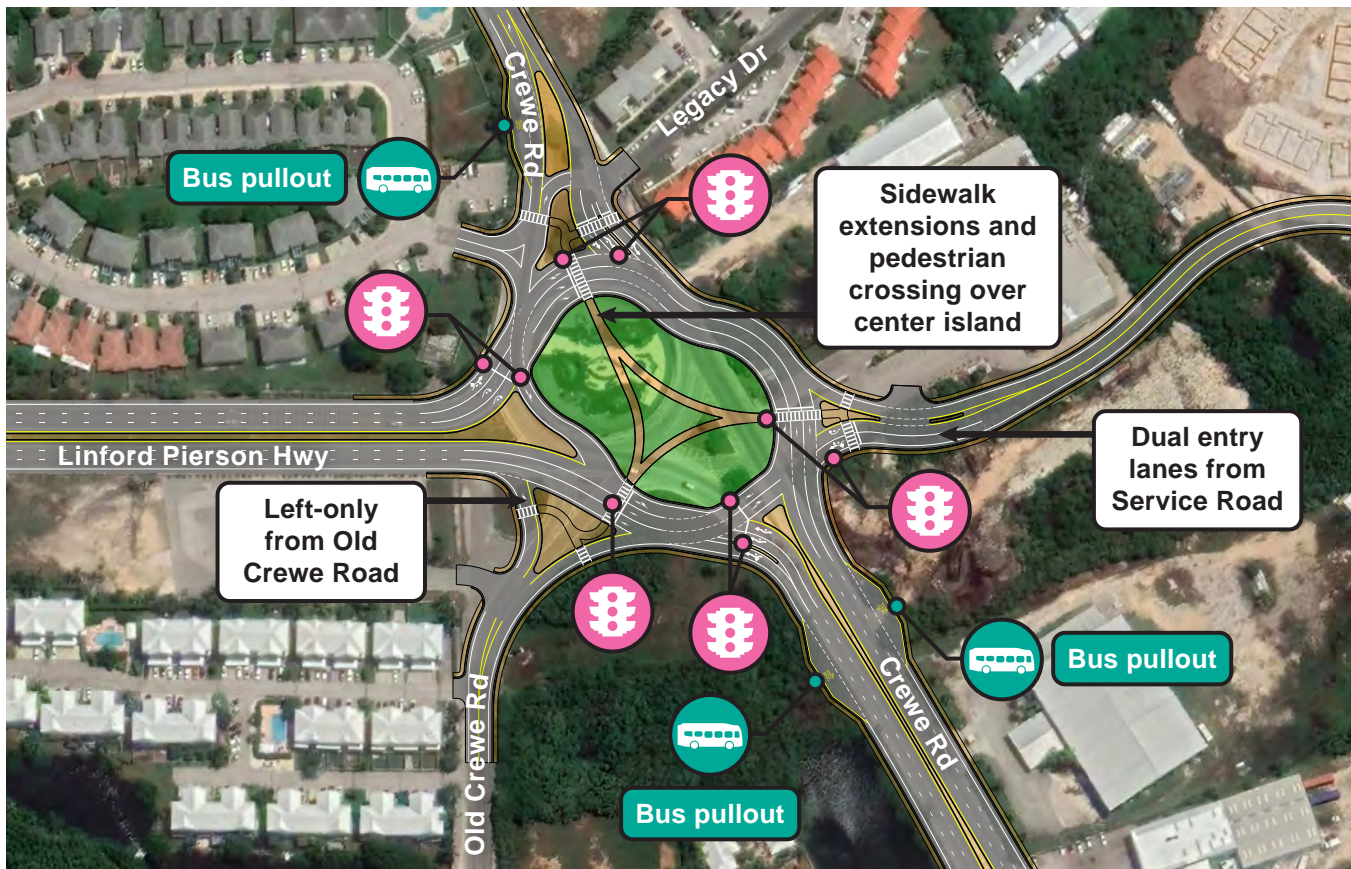 Crewe Rd
Legacy Dr
Bus pullout
Sidewalk
extensions and
pedestrian
crossing over
center island
Linford Pierson Hwy
Dual entry
lanes from
Service Road
Left-only
from Old
Crewe Road
Bus pullout
Crewe Rd
Old Crewe Rd
Bus pullout